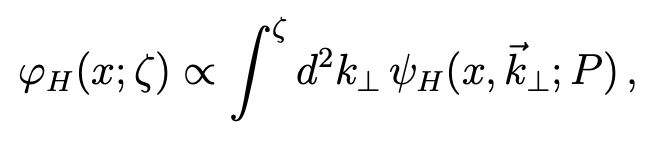 φ_H(x; ζ) ∝ ∫^ζ d²k_⊥ ψ_H(x, k⃗_⊥; P) ,